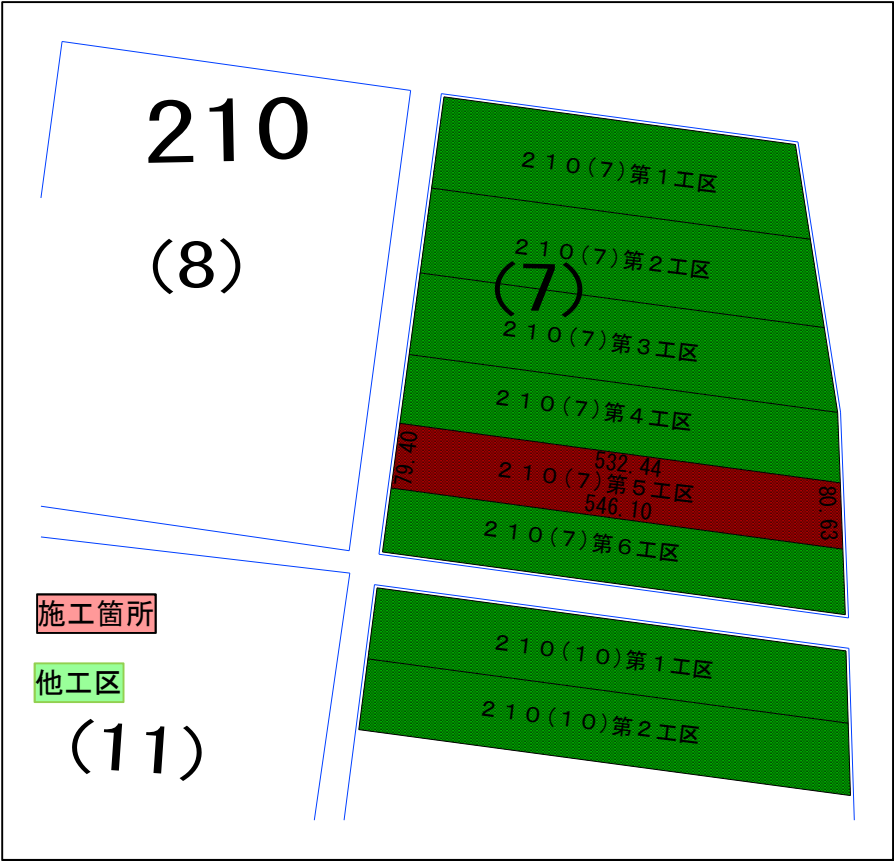 210
(8)
２１０(７)第１工区
２１０(７)第２工区
(7)
２１０(７)第３工区
２１０(７)第４工区
79.40
532.44
２１０(７)第５工区
546.10
80.63
２１０(７)第６工区
施工箇所
他工区
(11)
２１０(１０)第１工区
２１０(１０)第２工区